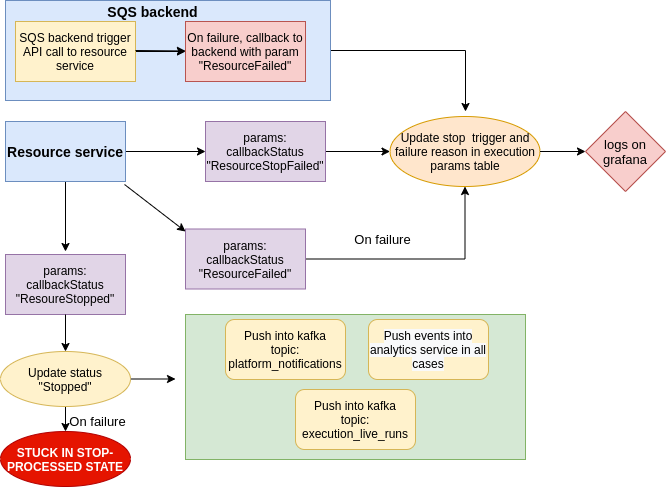 SQS backend
SQS backend trigger
API call to resource
service
On failure, callback to
backend with param
"ResourceFailed"
Resource service
params:
callbackStatus
"ResourceStopFailed"
Update stop trigger and
failure reason in execution
params table
logs on
grafana
params:
callbackStatus
"ResourceFailed"
On failure
params:
callbackStatus
"ResoureStopped"
Push into kafka
topic:
platform_notifications
Push events into
analytics service in all
cases
Update status
"Stopped"
Push into kafka
topic:
execution_live_runs
On failure
STUCK IN STOP-
PROCESSED STATE